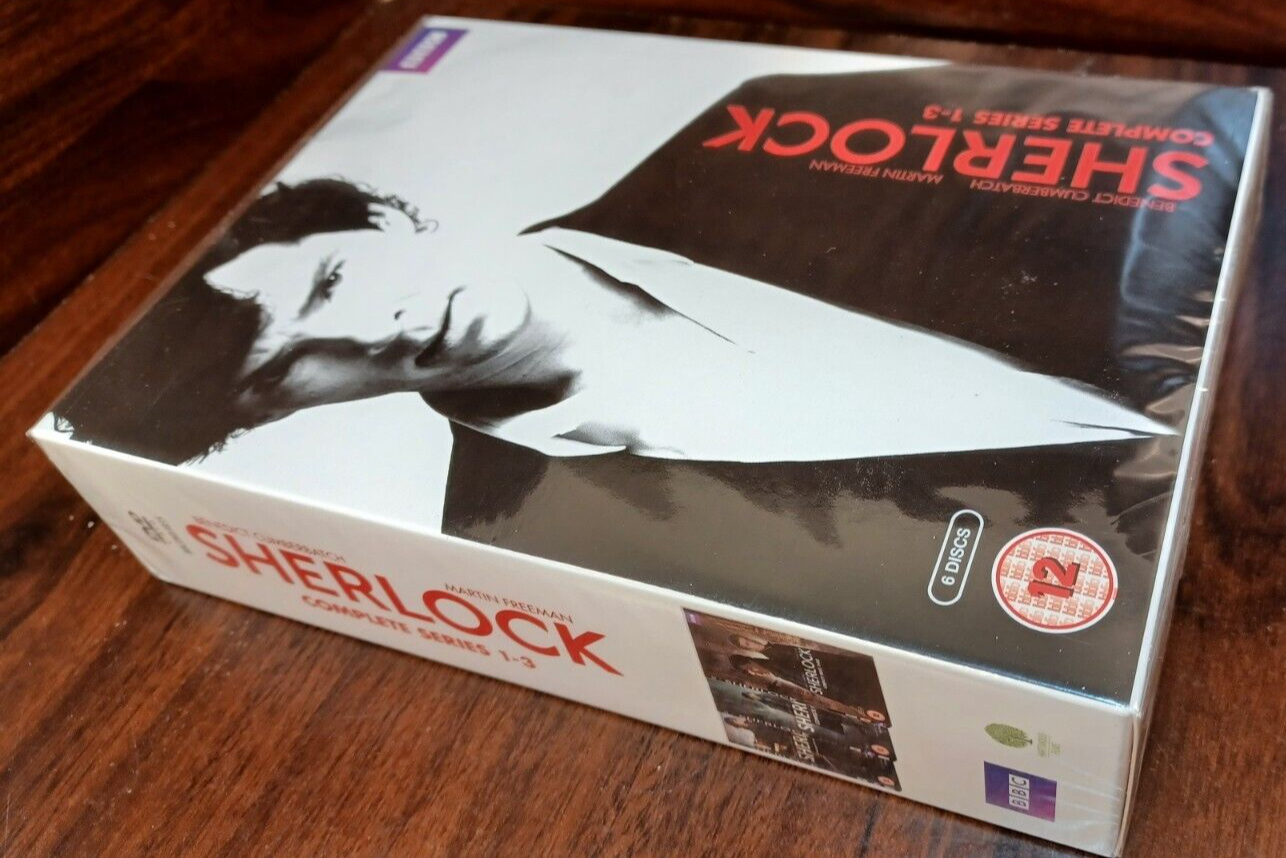 BENEDICT CUMBERBATCH MARTIN FREEMAN
SHERLOCK
COMPLETE SERIES 1-3
6 DISCS
12
BENEDICT CUMBERBATCH MARTIN FREEMAN
SHERLOCK
COMPLETE SERIES 1-3
SHERLOCK
BBC